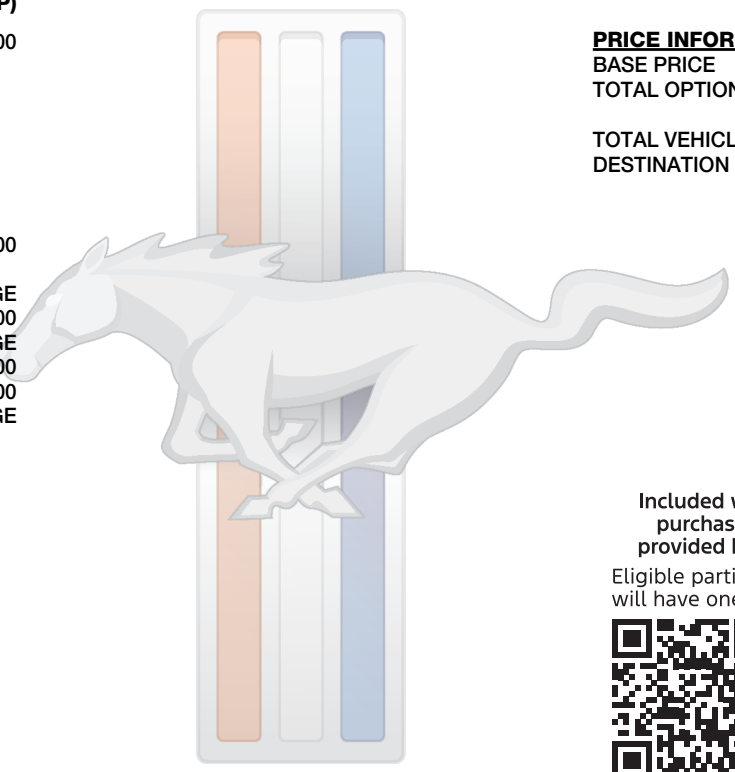 P)
00
00
GE
00
GE
00
00
GE
PRICE INFOR
BASE PRICE
TOTAL OPTION
TOTAL VEHICL
DESTINATION
Included w
purchas
provided b
Eligible parti
will have one